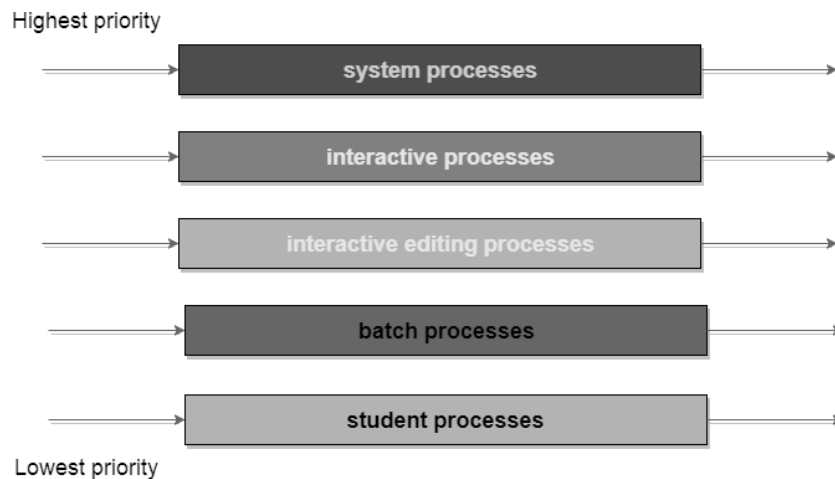 Highest priority
system processes
interactive processes
interactive editing processes
batch processes
student processes
Lowest priority